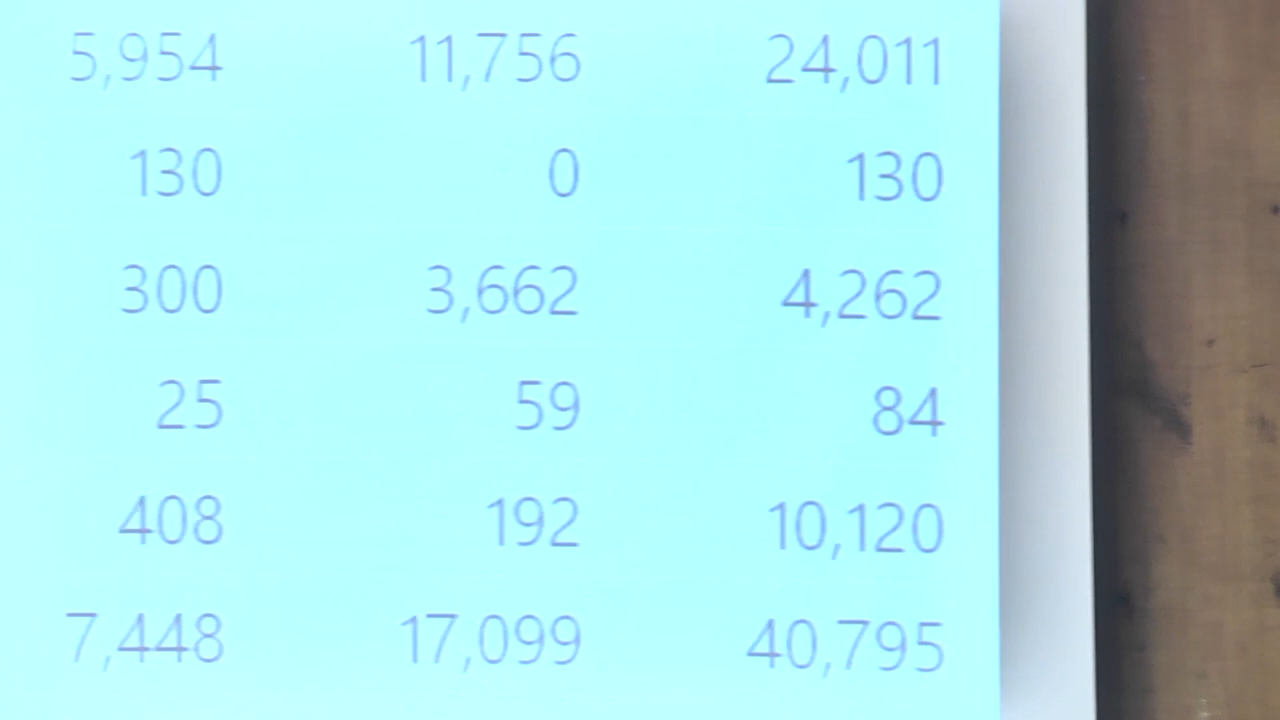 5,954 11,756 24,011
130 0 130
300 3,662 4,262
25 59 84
408 192 10,120
7,448 17,099 40,795